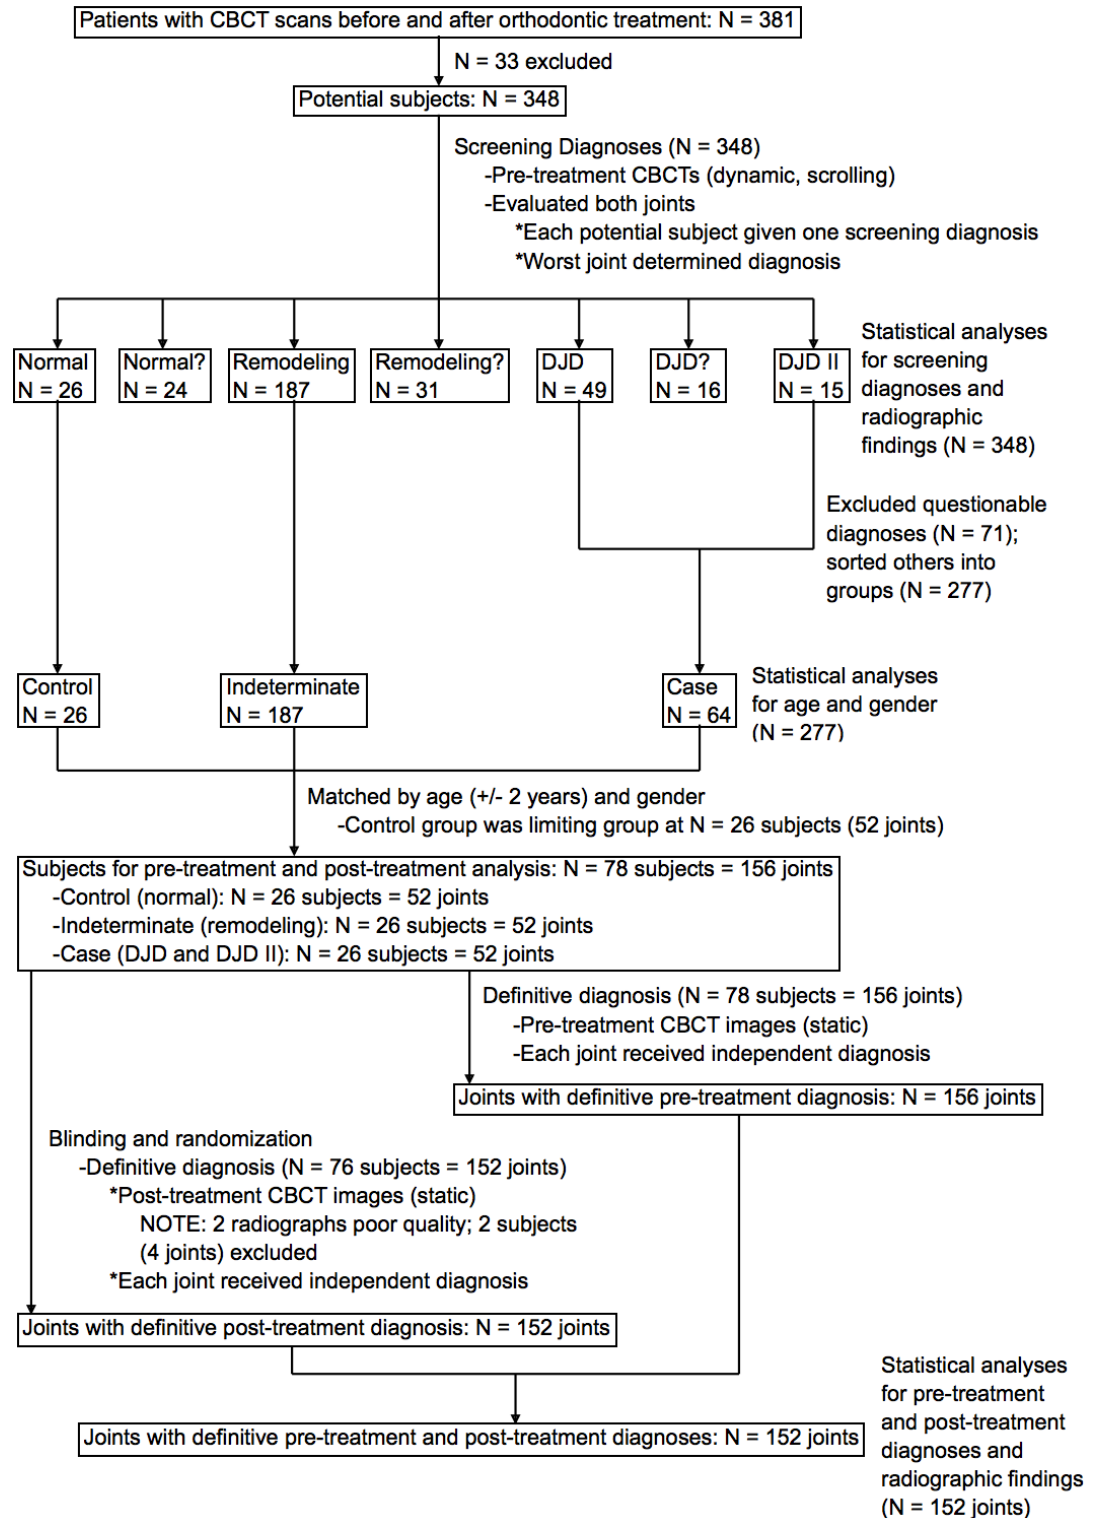 Patients with CBCT scans before and after orthodontic treatment: N = 381
N = 33 excluded
Potential subjects: N = 348
Screening Diagnoses (N = 348)
-Pre-treatment CBCTs (dynamic, scrolling)
-Evaluated both joints
*Each potential subject given one screening diagnosis
*Worst joint determined diagnosis
Normal
N = 26
Normal?
N = 24
Remodeling
N = 187
Remodeling?
N = 31
DJD
N = 49
DJD?
N = 16
DJD II
N = 15
Statistical analyses
for screening
diagnoses and
radiographic
findings (N = 348)
Excluded questionable
diagnoses (N = 71);
sorted others into
groups (N = 277)
Control
N = 26
Indeterminate
N = 187
Case
N = 64
Statistical analyses
for age and gender
(N = 277)
Matched by age (+/- 2 years) and gender
-Control group was limiting group at N = 26 subjects (52 joints)
Subjects for pre-treatment and post-treatment analysis: N = 78 subjects = 156 joints
-Control (normal): N = 26 subjects = 52 joints
-Indeterminate (remodeling): N = 26 subjects = 52 joints
-Case (DJD and DJD II): N = 26 subjects = 52 joints
Definitive diagnosis (N = 78 subjects = 156 joints)
-Pre-treatment CBCT images (static)
-Each joint received independent diagnosis
Joints with definitive pre-treatment diagnosis: N = 156 joints
Blinding and randomization
-Definitive diagnosis (N = 76 subjects = 152 joints)
*Post-treatment CBCT images (static)
NOTE: 2 radiographs poor quality; 2 subjects
(4 joints) excluded
*Each joint received independent diagnosis
Joints with definitive post-treatment diagnosis: N = 152 joints
Joints with definitive pre-treatment and post-treatment diagnoses: N = 152 joints
Statistical analyses
for pre-treatment
and post-treatment
diagnoses and
radiographic findings
(N = 152 joints)